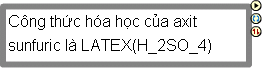 Công thức hóa học của axit
sunfuric là LATEX(H_2SO_4)